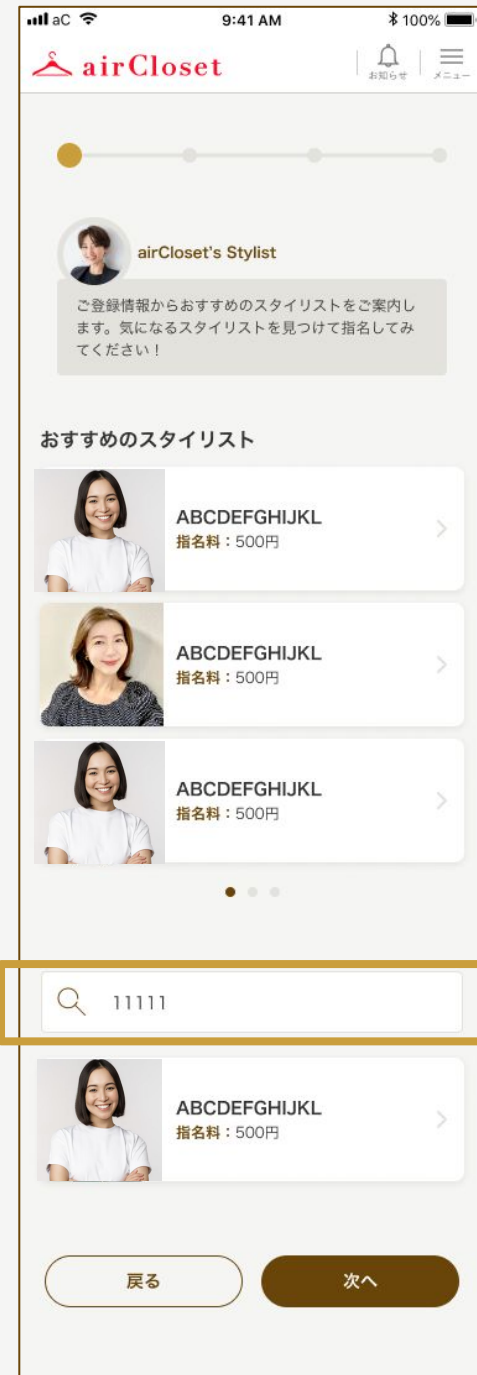 aC 9:41 AM 100%
airCloset
お知らせ メニュー
airCloset's Stylist
ご登録情報からおすすめのスタイリストをご案内し
ます。気になるスタイリストを見つけて指名してみ
てください！
おすすめのスタイリスト
ABCDEFGHIJKL
指名料：500円
ABCDEFGHIJKL
指名料：500円
ABCDEFGHIJKL
指名料：500円
11111
ABCDEFGHIJKL
指名料：500円
戻る 次へ